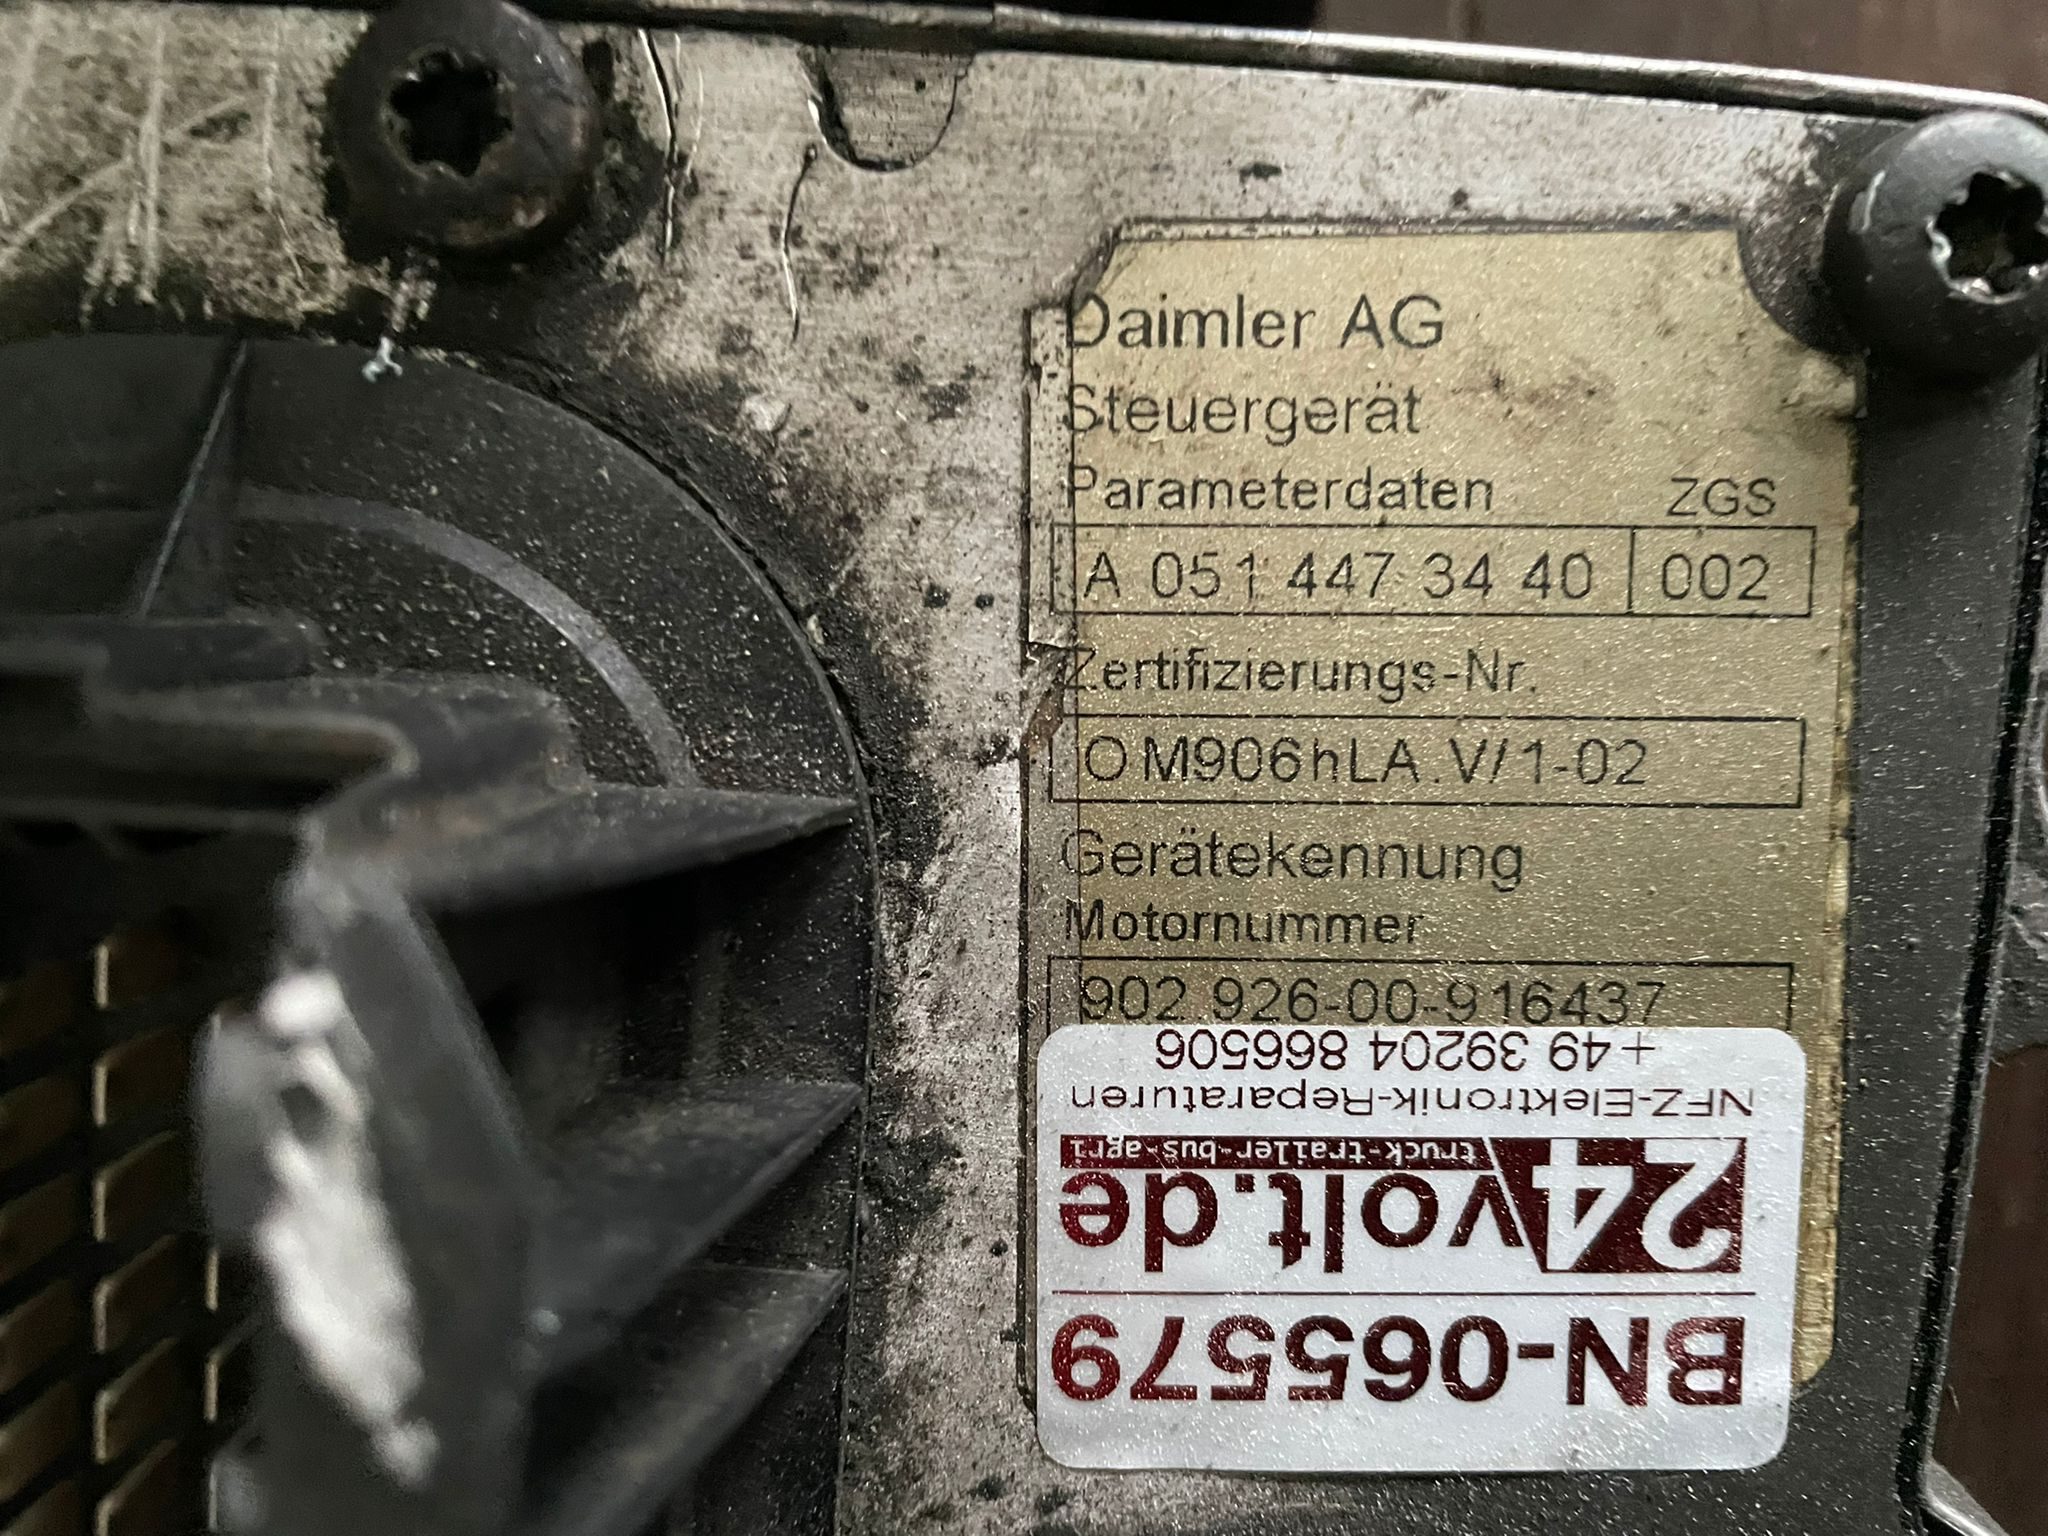 Daimler AG
Steuergerät
Parameterdaten ZGS
A 051 447 34 40 002
Zertifizierungs-Nr.
OM906hLA.V/1-02
Gerätekennung
Motornummer
902.926-00-916437
BN-065579
24volt.de
truck-trailer-bus-agri
NFZ-Elektronik-Reparaturen
+49 39204 866506